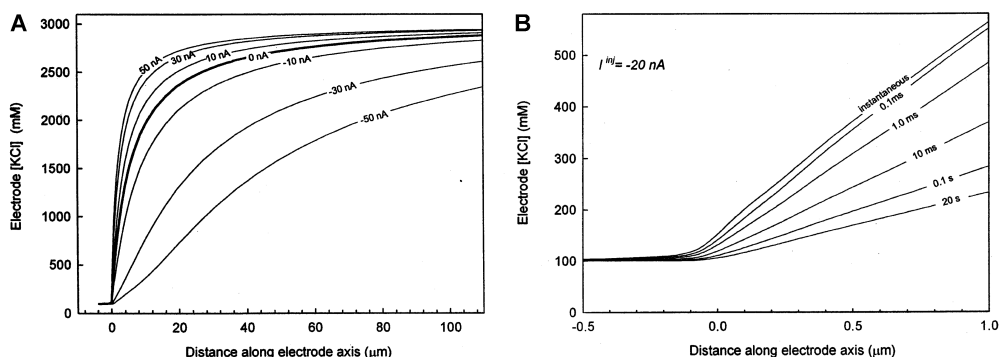 A
Electrode [KCl] (mM)
3000
2500
2000
1500
1000
500
0
50 nA
30 nA
10 nA
0 nA
-10 nA
-30 nA
-50 nA
0
20
40
60
80
100
Distance along electrode axis (μm)
B
Electrode [KCl] (mM)
500
400
300
200
100
0
I inj = -20 nA
instantaneous
0.1ms
1.0 ms
10 ms
0.1 s
20 s
-0.5
0.0
0.5
1.0
Distance along electrode axis (μm)